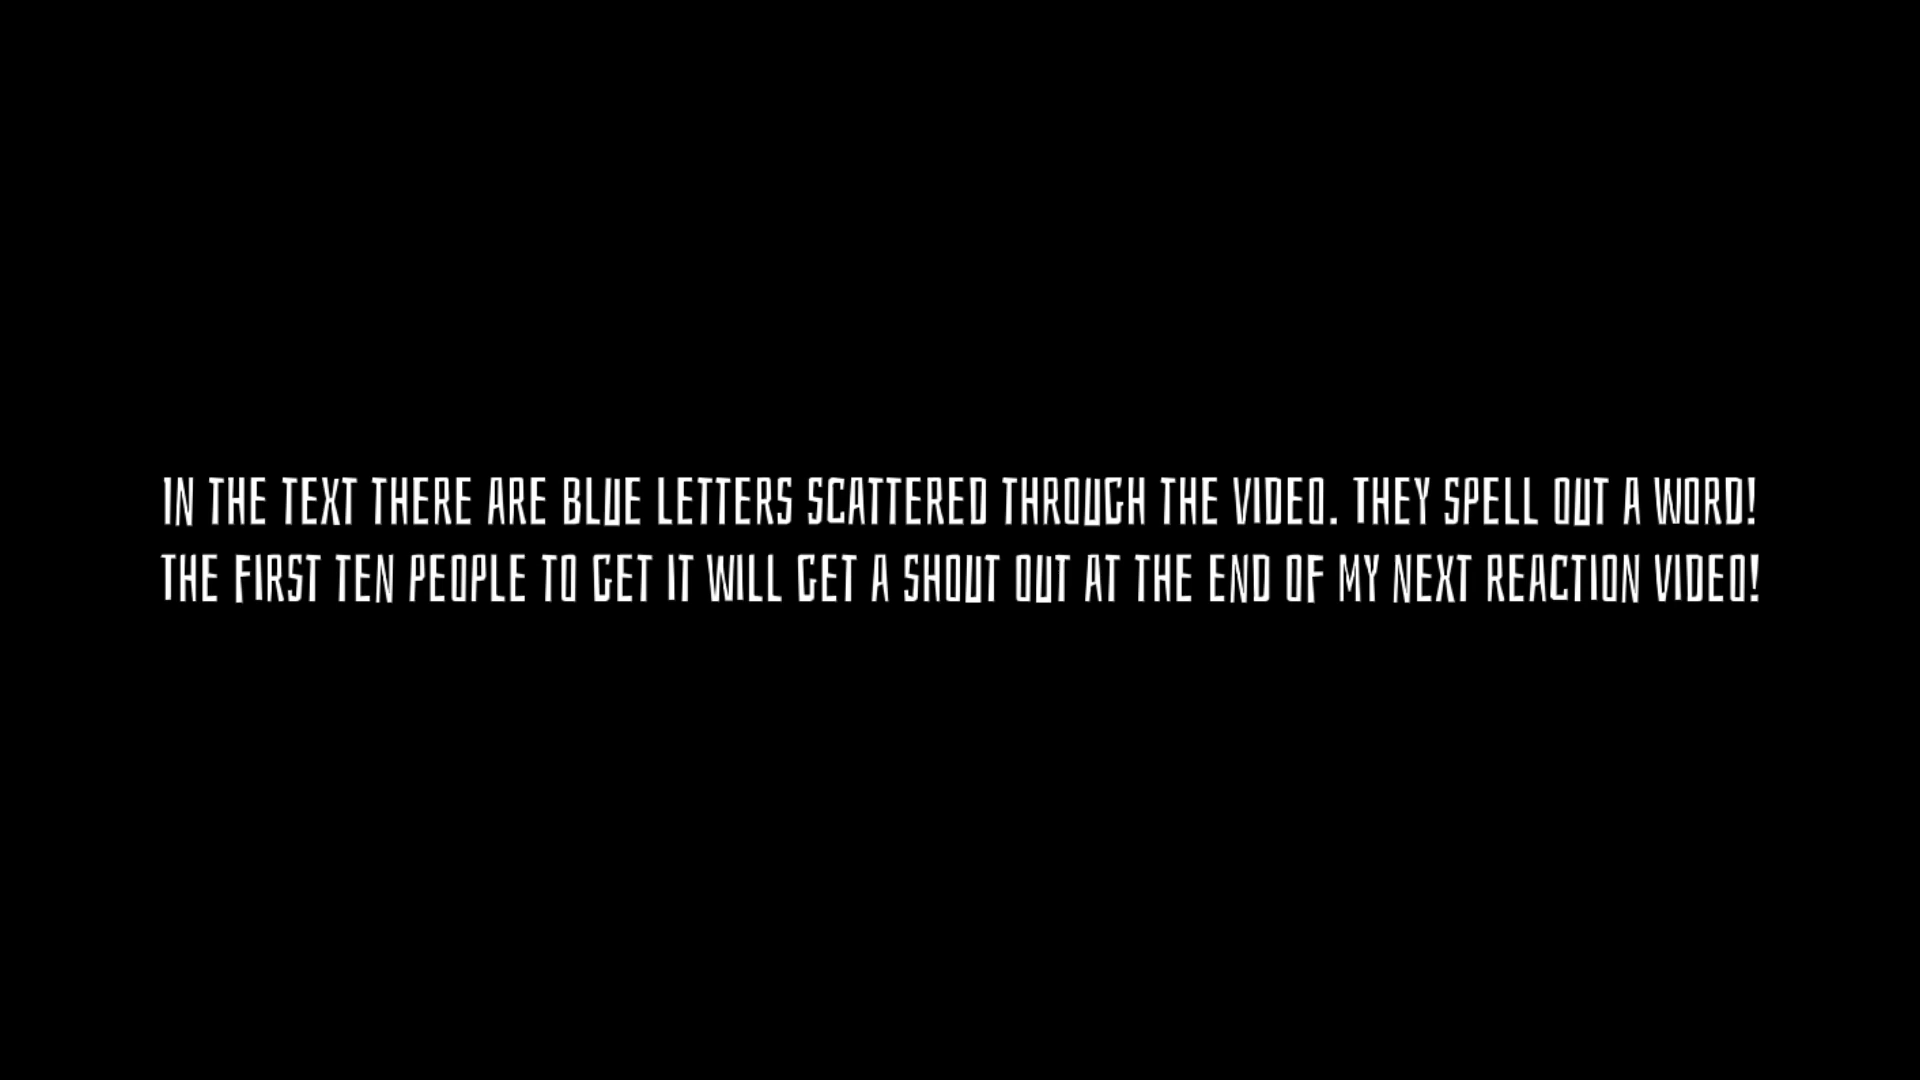 IN THE TEXT THERE ARE BLUE LETTERS SCATTERED THROUGH THE VIDEO. THEY SPELL OUT A WORD!
THE FIRST TEN PEOPLE TO GET IT WILL GET A SHOUT OUT AT THE END OF MY NEXT REACTION VIDEO!